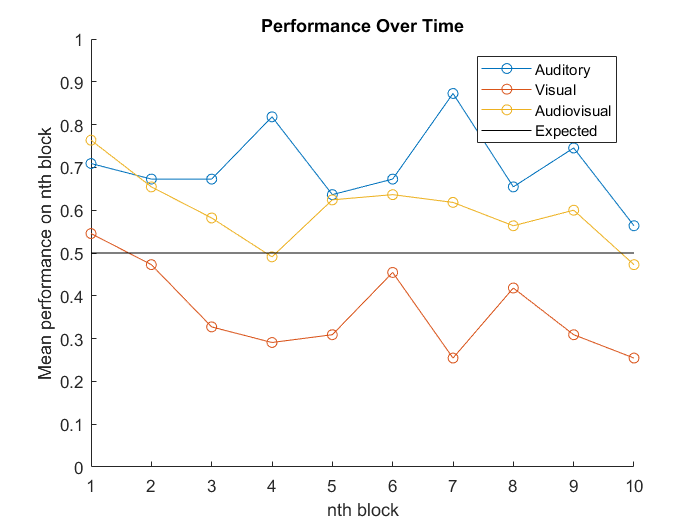 Performance Over Time
Auditory
Visual
Audiovisual
Expected
Mean performance on nth block
1
0.9
0.8
0.7
0.6
0.5
0.4
0.3
0.2
0.1
0
1 2 3 4 5 6 7 8 9 10
nth block